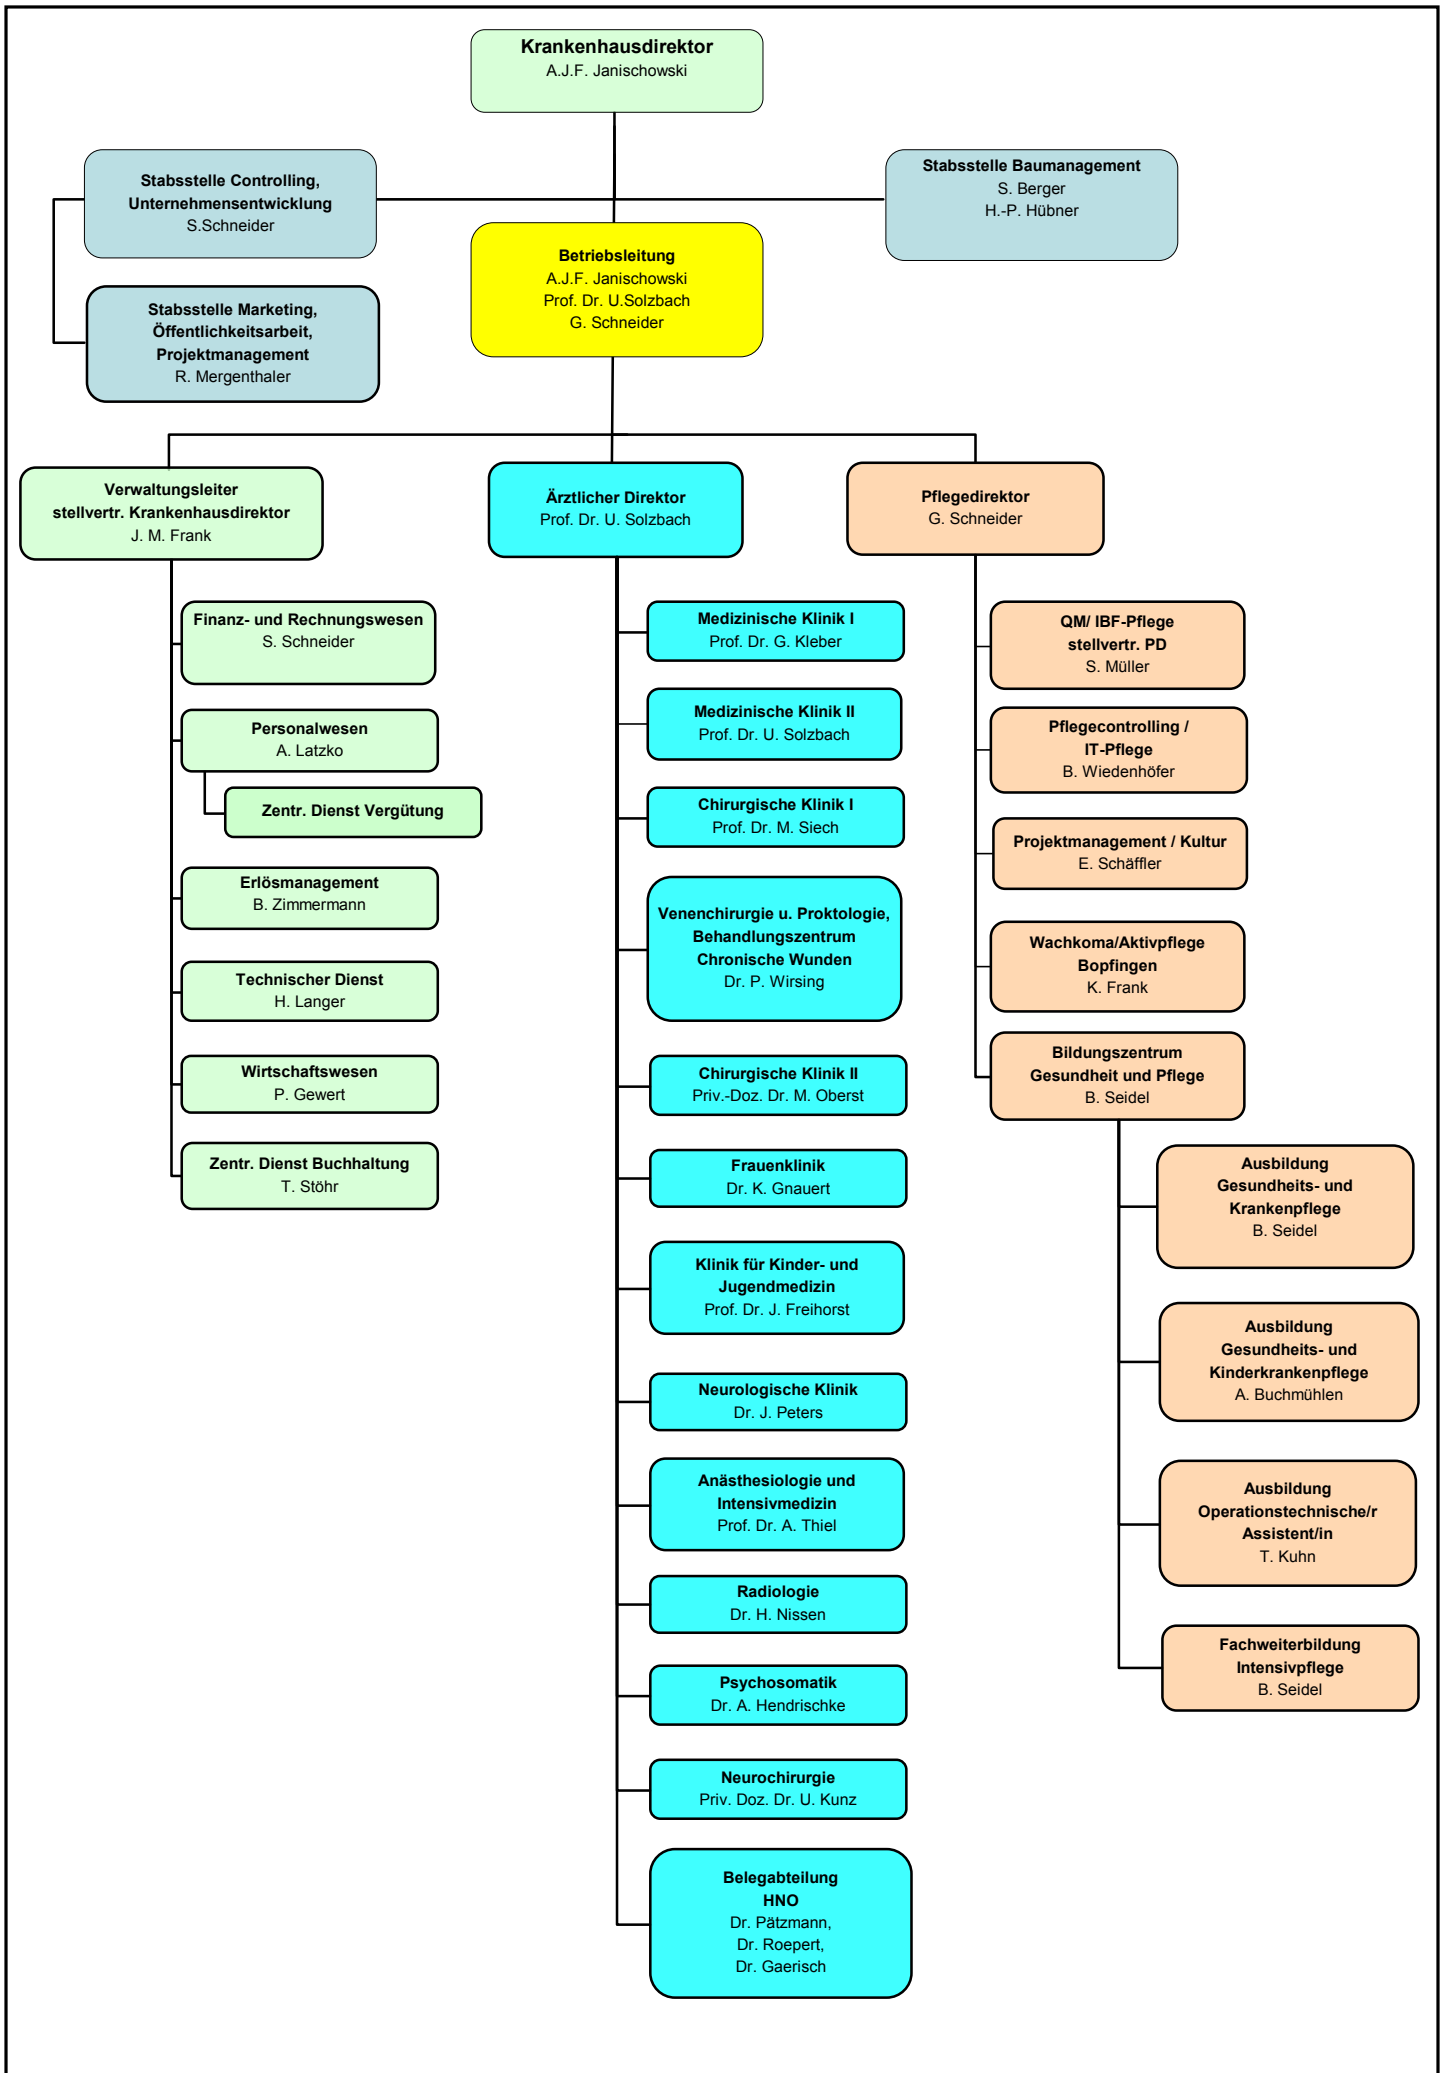 Krankenhausdirektor
A.J.F. Janischowski
Stabsstelle Controlling,
Unternehmensentwicklung
S.Schneider
Stabsstelle Baumanagement
S. Berger
H.-P. Hübner
Betriebsleitung
A.J.F. Janischowski
Prof. Dr. U.Solzbach
G. Schneider
Stabsstelle Marketing,
Öffentlichkeitsarbeit,
Projektmanagement
R. Mergenthaler
Verwaltungsleiter
stellvertr. Krankenhausdirektor
J. M. Frank
Ärztlicher Direktor
Prof. Dr. U. Solzbach
Pflegedirektor
G. Schneider
Finanz- und Rechnungswesen
S. Schneider
Personalwesen
A. Latzko
Zentr. Dienst Vergütung
Erlösmanagement
B. Zimmermann
Technischer Dienst
H. Langer
Wirtschaftswesen
P. Gewert
Zentr. Dienst Buchhaltung
T. Stöhr
Medizinische Klinik I
Prof. Dr. G. Kleber
Medizinische Klinik II
Prof. Dr. U. Solzbach
Chirurgische Klinik I
Prof. Dr. M. Siech
Venenchirurgie u. Proktologie,
Behandlungszentrum
Chronische Wunden
Dr. P. Wirsing
Chirurgische Klinik II
Priv.-Doz. Dr. M. Oberst
Frauenklinik
Dr. K. Gnauert
Klinik für Kinder- und
Jugendmedizin
Prof. Dr. J. Freihorst
Neurologische Klinik
Dr. J. Peters
Anästhesiologie und
Intensivmedizin
Prof. Dr. A. Thiel
Radiologie
Dr. H. Nissen
Psychosomatik
Dr. A. Hendrischke
Neurochirurgie
Priv. Doz. Dr. U. Kunz
Belegabteilung
HNO
Dr. Pätzmann,
Dr. Roepert,
Dr. Gaerisch
QM/ IBF-Pflege
stellvertr. PD
S. Müller
Pflegecontrolling /
IT-Pflege
B. Wiedenhöfer
Projektmanagement / Kultur
E. Schäffler
Wachkoma/Aktivpflege
Bopfingen
K. Frank
Bildungszentrum
Gesundheit und Pflege
B. Seidel
Ausbildung
Gesundheits- und
Krankenpflege
B. Seidel
Ausbildung
Gesundheits- und
Kinderkrankenpflege
A. Buchmühlen
Ausbildung
Operationstechnische/r
Assistent/in
T. Kuhn
Fachweiterbildung
Intensivpflege
B. Seidel